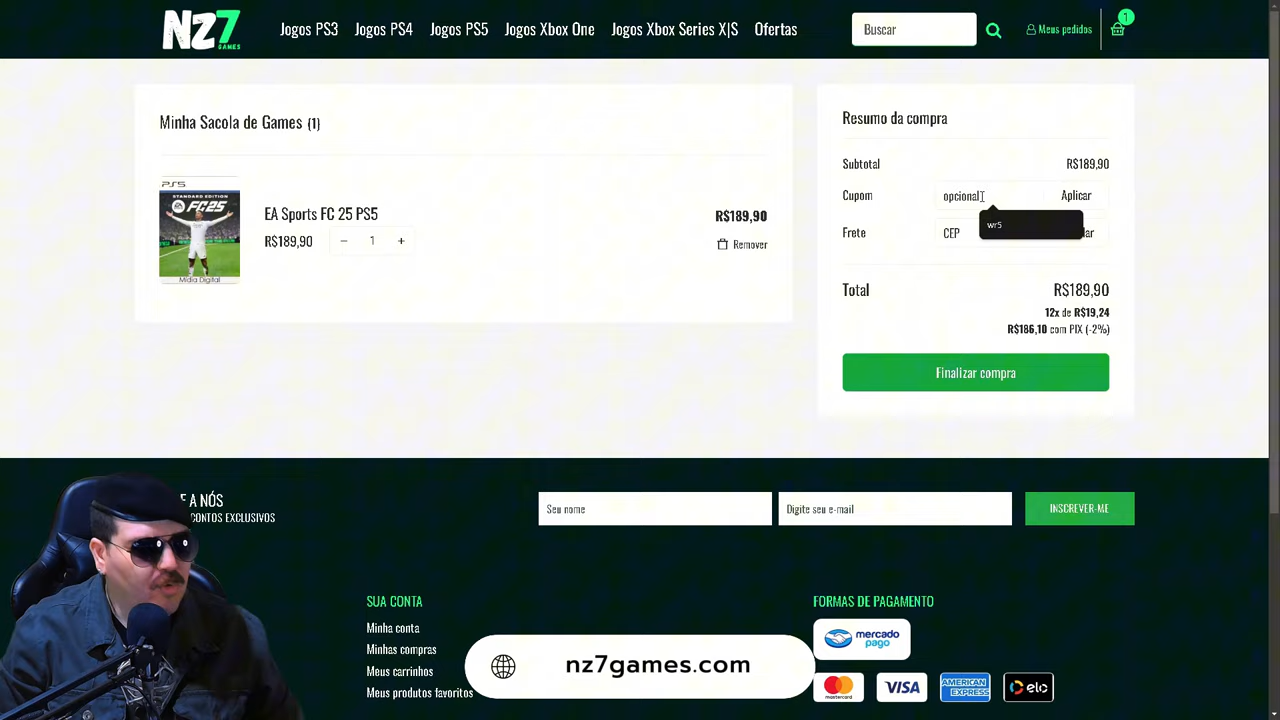 NZ7
GAMES
Jogos PS3
Jogos PS4
Jogos PS5
Jogos Xbox One
Jogos Xbox Series X|S
Ofertas
Buscar
Meus pedidos
1
Minha Sacola de Games (1)
PS5
STANDARD EDITION
FC25
Mídia Digital
EA Sports FC 25 PS5
R$189,90
− 1 +
R$189,90
Remover
Resumo da compra
Subtotal R$189,90
Cupom opcional Aplicar
wr5
Frete CEP
Total R$189,90
12x de R$19,24
R$186,10 com PIX (-2%)
Finalizar compra
E A NÓS
CONTOS EXCLUSIVOS
Seu nome
Digite seu e-mail
INSCREVER-ME
SUA CONTA
Minha conta
Minhas compras
Meus carrinhos
Meus produtos favoritos
nz7games.com
FORMAS DE PAGAMENTO
mercado
pago
mastercard
VISA
AMERICAN
EXPRESS
elo